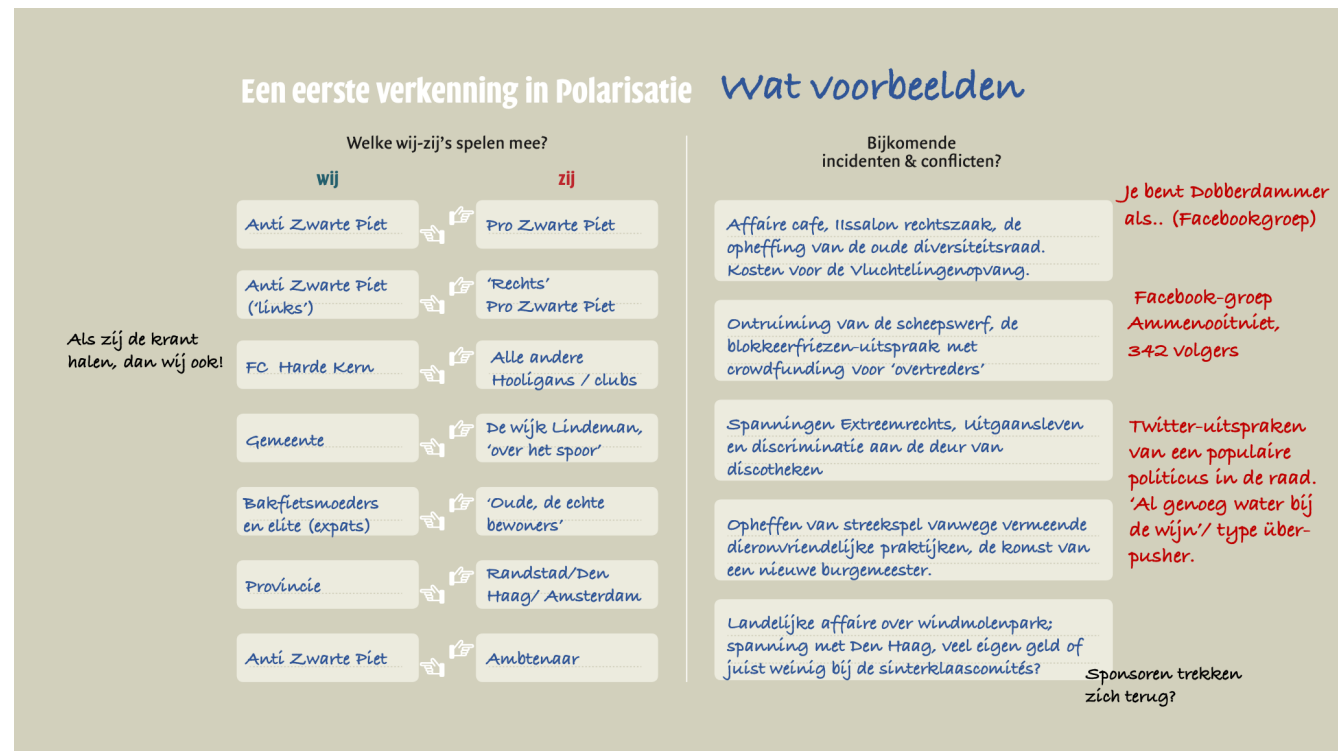 Een eerste verkenning in Polarisatie Wat voorbeelden
Welke wij-zij's spelen mee?
wij zij
Anti Zwarte Piet
Pro Zwarte Piet
Anti Zwarte Piet
('links')
'Rechts'
Pro Zwarte Piet
Als zij de krant
halen, dan wij ook!
FC Harde Kern
Alle andere
Hooligans / clubs
Gemeente
De wijk Lindeman,
'over het spoor'
Bakfietsmoeders
en elite (expats)
'Oude, de echte
bewoners'
Provincie
Randstad/Den
Haag/ Amsterdam
Anti Zwarte Piet
Ambtenaar
Bijkomende
incidenten & conflicten?
Affaire cafe, IIssalon rechtszaak, de
opheffing van de oude diversiteitsraad.
Kosten voor de Vluchtelingenopvang.
Ontruiming van de scheepswerf, de
blokkeerfriezen-uitspraak met
crowdfunding voor 'overtreders'
Spanningen Extreemrechts, Uitgaansleven
en discriminatie aan de deur van
discotheken
Opheffen van streekspel vanwege vermeende
dieronvriendelijke praktijken, de komst van
een nieuwe burgemeester.
Landelijke affaire over windmolenpark;
spanning met Den Haag, veel eigen geld of
juist weinig bij de sinterklaascomités?
Je bent Dobberdammer
als.. (Facebookgroep)
Facebook-groep
Ammenooitniet,
342 volgers
Twitter-uitspraken
van een populaire
politicus in de raad.
'Al genoeg water bij
de wijn'/ type über-
pusher.
Sponsoren trekken
zich terug?